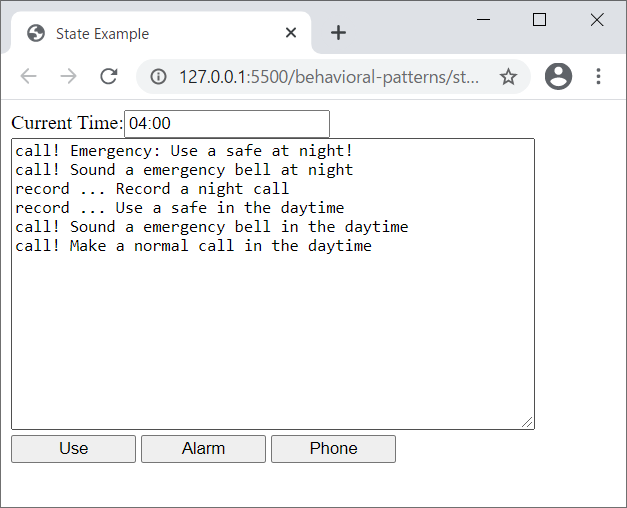 State Example
127.0.0.1:5500/behavioral-patterns/st...
Current Time: 04:00
call! Emergency: Use a safe at night!
call! Sound a emergency bell at night
record ... Record a night call
record ... Use a safe in the daytime
call! Sound a emergency bell in the daytime
call! Make a normal call in the daytime
Use Alarm Phone